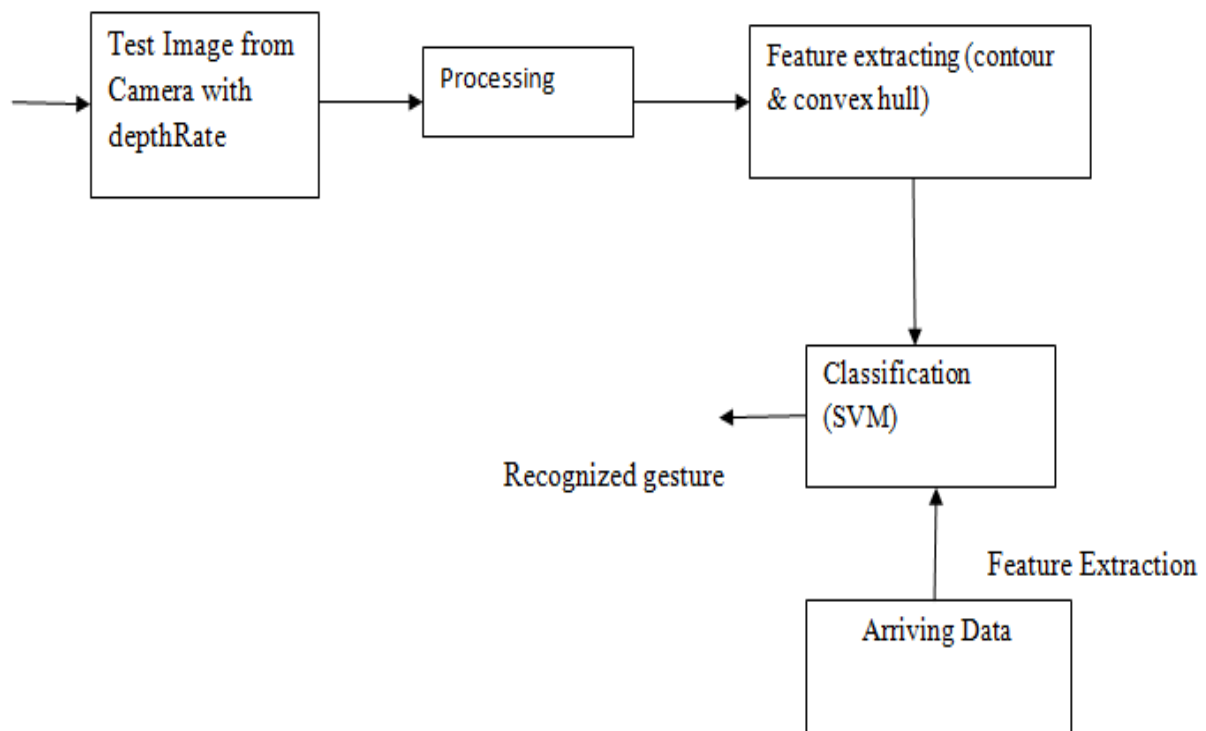 Test Image from
Camera with
depthRate
Processing
Feature extracting (contour
& convex hull)
Classification
(SVM)
Recognized gesture
Feature Extraction
Arriving Data